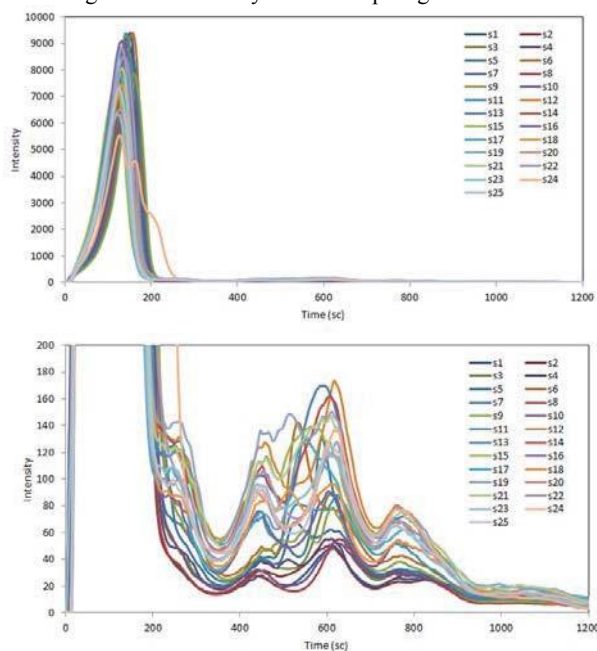 10000
9000
8000
7000
6000
5000
4000
3000
2000
1000
0
Intensity
0 200 400 600 800 1000 1200
Time (sc)
s1 s2
s3 s4
s5 s6
s7 s8
s9 s10
s11 s12
s13 s14
s15 s16
s17 s18
s19 s20
s21 s22
s23 s24
s25
200
180
160
140
120
100
80
60
40
20
0
Intensity
0 200 400 600 800 1000 1200
Time (sc)
s1 s2
s3 s4
s5 s6
s7 s8
s9 s10
s11 s12
s13 s14
s15 s16
s17 s18
s19 s20
s21 s22
s23 s24
s25